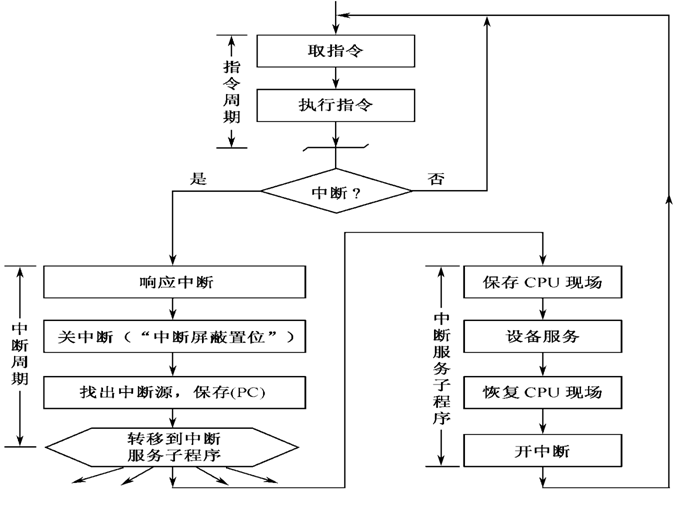 取指令
指令周期
执行指令
中断？
是
否
响应中断
关中断（“中断屏蔽置位”）
找出中断源，保存(PC)
转移到中断
服务子程序
中断周期
保存 CPU 现场
设备服务
恢复 CPU 现场
开中断
中断服务子程序